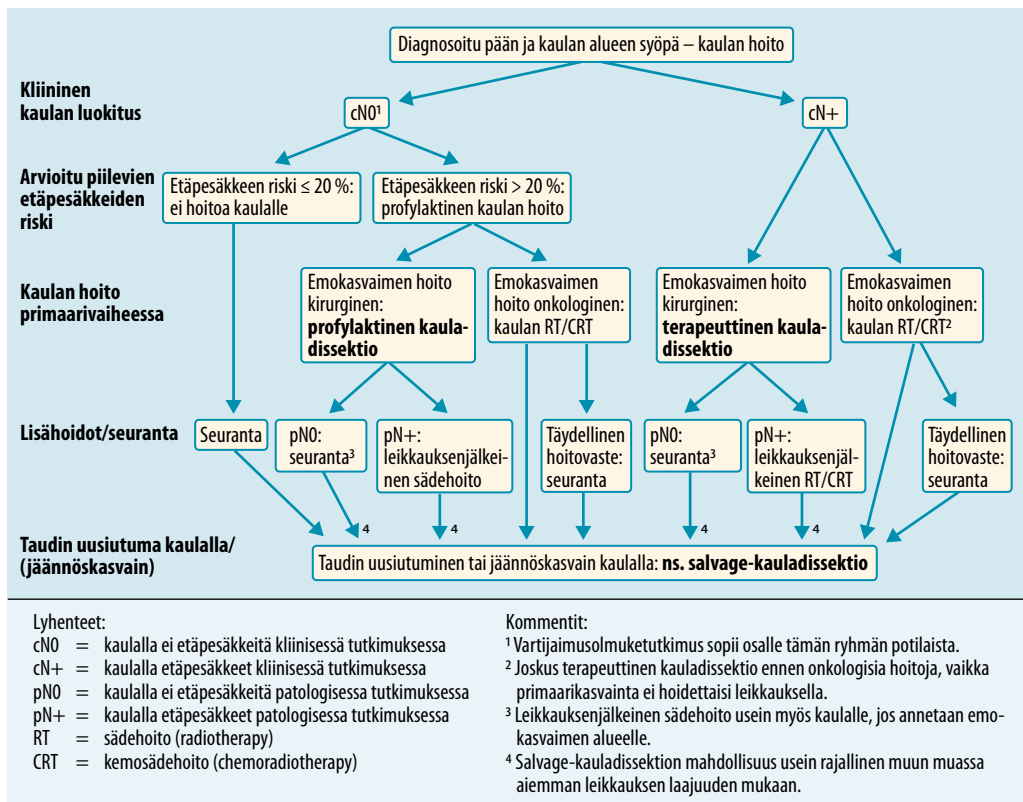 Diagnosoitu pään ja kaulan alueen syöpä – kaulan hoito
Kliininen
kaulan luokitus
cN0¹
cN+
Arvioitu piilevien
etäpesäkkeiden
riski
Etäpesäkkeen riski ≤ 20 %:
ei hoitoa kaulalle
Etäpesäkkeen riski > 20 %:
profylaktinen kaulan hoito
Kaulan hoito
primaarivaiheessa
Emokasvaimen hoito
kirurginen:
profylaktinen kaula-
dissektio
Emokasvaimen
hoito onkologinen:
kaulan RT/CRT
Emokasvaimen hoito
kirurginen:
terapeuttinen kaula-
dissektio
Emokasvaimen
hoito onkologinen:
kaulan RT/CRT²
Lisähoidot/seuranta
Seuranta
pN0:
seuranta³
pN+:
leikkauksenjälkei-
nen sädehoito
Täydellinen
hoitovaste:
seuranta
pN0:
seuranta³
pN+:
leikkauksenjäl-
keinen RT/CRT
Täydellinen
hoitovaste:
seuranta
4
4
4
4
Taudin uusiutuma kaulalla/
(jäännöskasvain)
Taudin uusiutuminen tai jäännöskasvain kaulalla: ns. salvage-kauladissektio
Lyhenteet:
cN0 = kaulalla ei etäpesäkkeitä kliinisessä tutkimuksessa
cN+ = kaulalla etäpesäkkeet kliinisessä tutkimuksessa
pN0 = kaulalla ei etäpesäkkeitä patologisessa tutkimuksessa
pN+ = kaulalla etäpesäkkeet patologisessa tutkimuksessa
RT = sädehoito (radiotherapy)
CRT = kemosädehoito (chemoradiotherapy)
Kommentit:
¹ Vartijaimusolmuketutkimus sopii osalle tämän ryhmän potilaista.
² Joskus terapeuttinen kauladissektio ennen onkologisia hoitoja, vaikka
primaarikasvainta ei hoidettaisi leikkauksella.
³ Leikkauksenjälkeinen sädehoito usein myös kaulalle, jos annetaan emo-
kasvaimen alueelle.
⁴ Salvage-kauladissektion mahdollisuus usein rajallinen muun muassa
aiemman leikkauksen laajuuden mukaan.